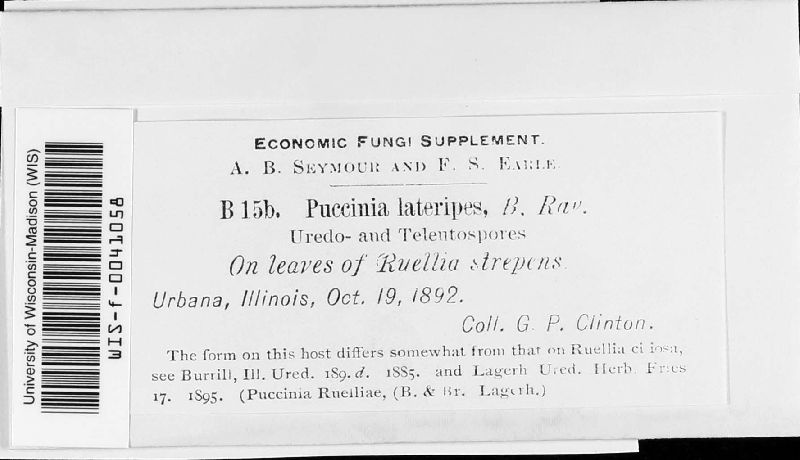 ECONOMIC FUNGI SUPPLEMENT.
A. B. SEYMOUR AND F. S. EARLE.
B 15b. Puccinia lateripes, B. Rav.
Uredo- and Teleutospores
On leaves of Ruellia strepens.
Urbana, Illinois, Oct. 19, 1892.
Coll. G. P. Clinton.
The form on this host differs somewhat from that on Ruellia ciliosa,
see Burrill, Ill. Ured. 189. d. 1885. and Lagerh Ured. Herb. Fries
17. 1895. (Puccinia Ruelliae, (B. & Br. Lagerh.)
University of Wisconsin-Madison (WIS)
WIS-f-0041058